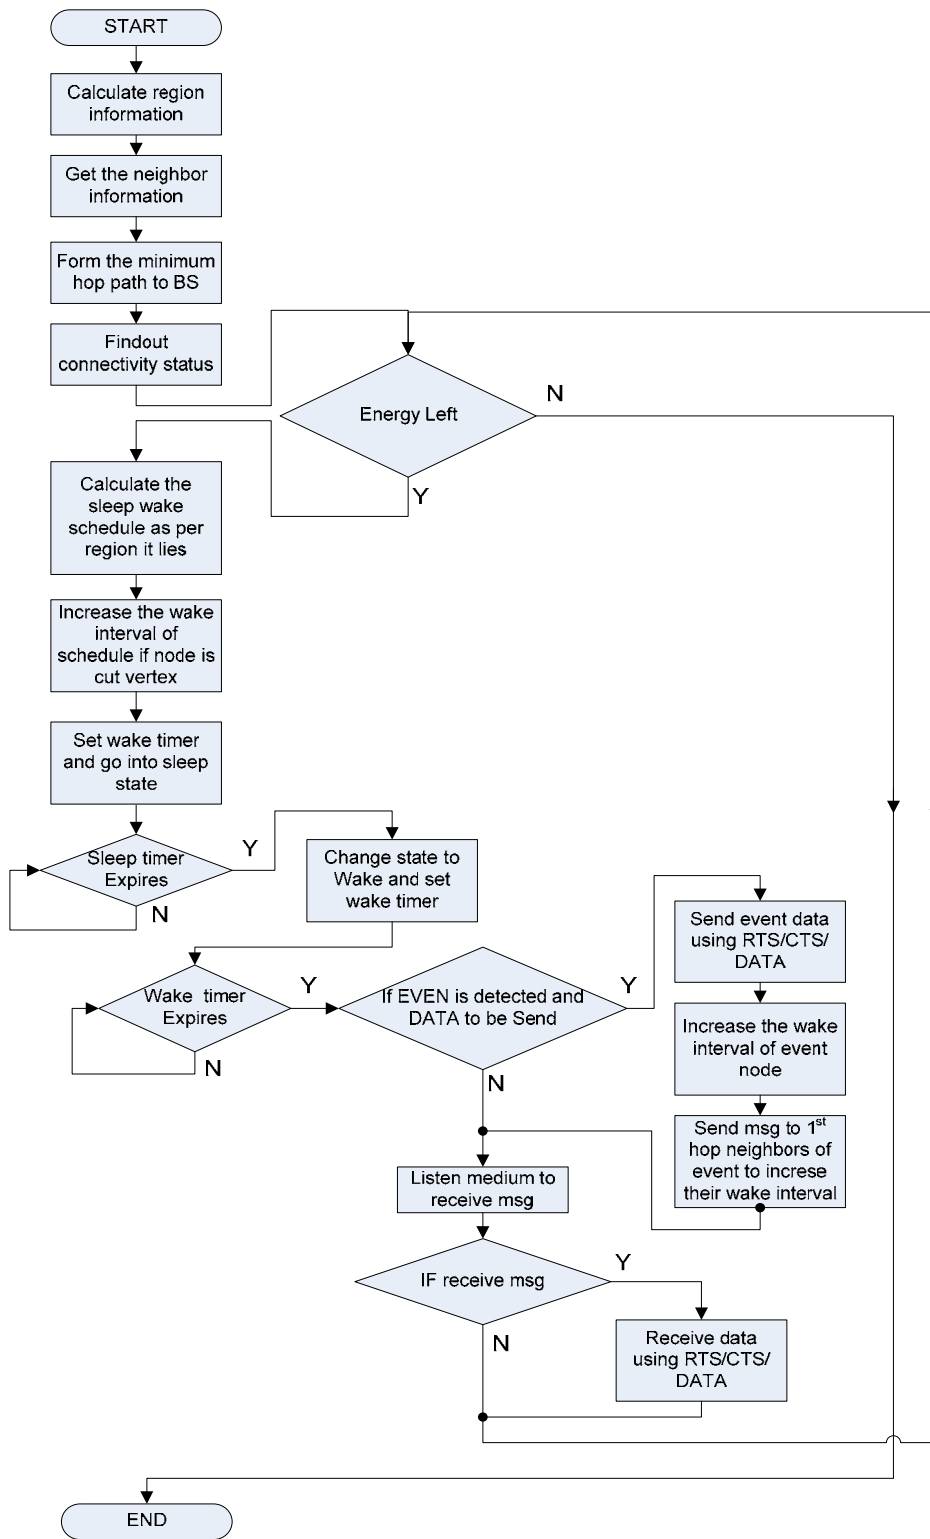 START
Calculate region
information
Get the neighbor
information
Form the minimum
hop path to BS
Findout
connectivity status
Energy Left
N
Y
Calculate the
sleep wake
schedule as per
region it lies
Increase the wake
interval of
schedule if node is
cut vertex
Set wake timer
and go into sleep
state
Sleep timer
Expires
Y
N
Change state to
Wake and set
wake timer
Wake timer
Expires
Y
N
If EVEN is detected and
DATA to be Send
Y
N
Send event data
using RTS/CTS/
DATA
Increase the wake
interval of event
node
Send msg to 1st
hop neighbors of
event to increse
their wake interval
Listen medium to
receive msg
IF receive msg
Y
N
Receive data
using RTS/CTS/
DATA
END